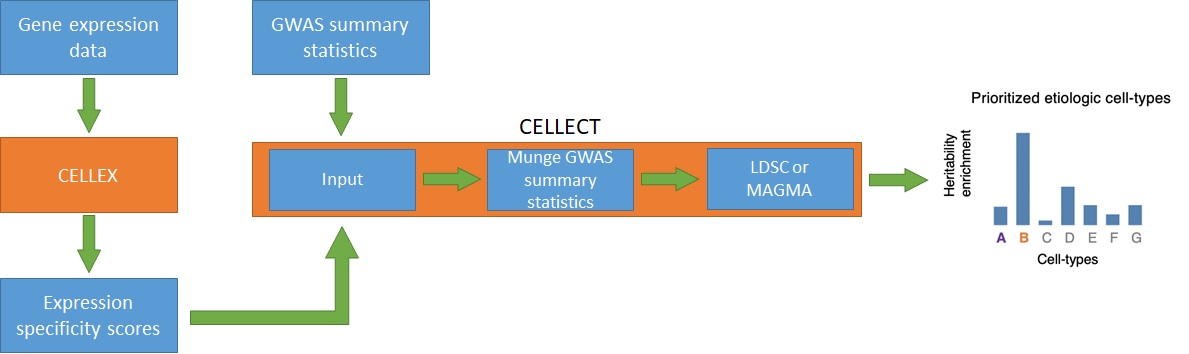 Gene expression
data
GWAS summary
statistics
CELLEX
Expression
specificity scores
CELLECT
Input
Munge GWAS
summary
statistics
LDSC or
MAGMA
Prioritized etiologic cell-types
Heritability
enrichment
A B C D E F G
Cell-types